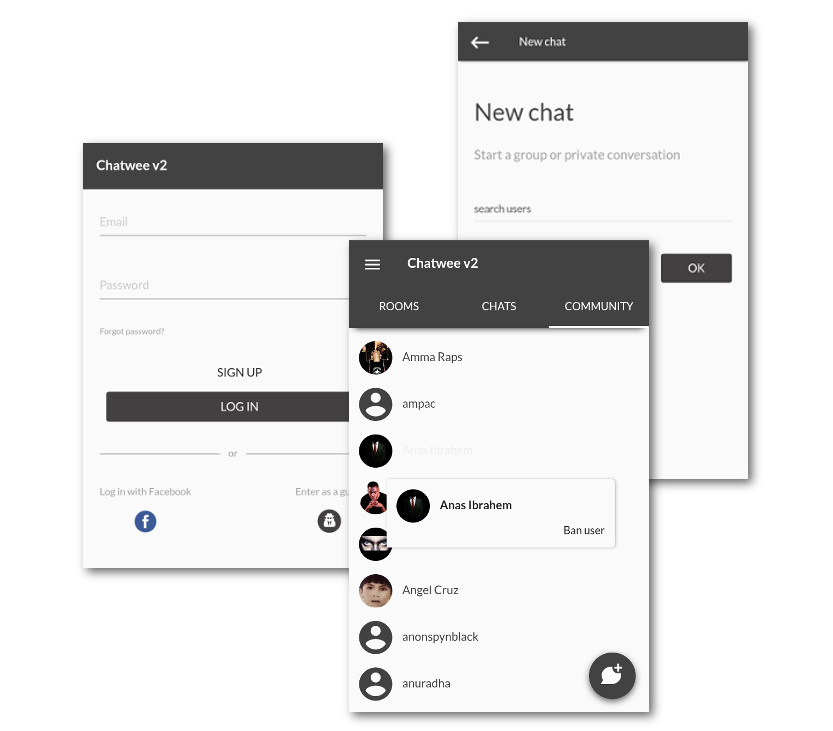 Chatwee v2
Email
Password
Forgot password?
SIGN UP
LOG IN
or
Log in with Facebook
Enter as a gu
New chat
New chat
Start a group or private conversation
search users
OK
Chatwee v2
ROOMS CHATS COMMUNITY
Amma Raps
ampac
Anas Ibrahem
Anas Ibrahem
Ban user
Angel Cruz
anonspynblack
anuradha